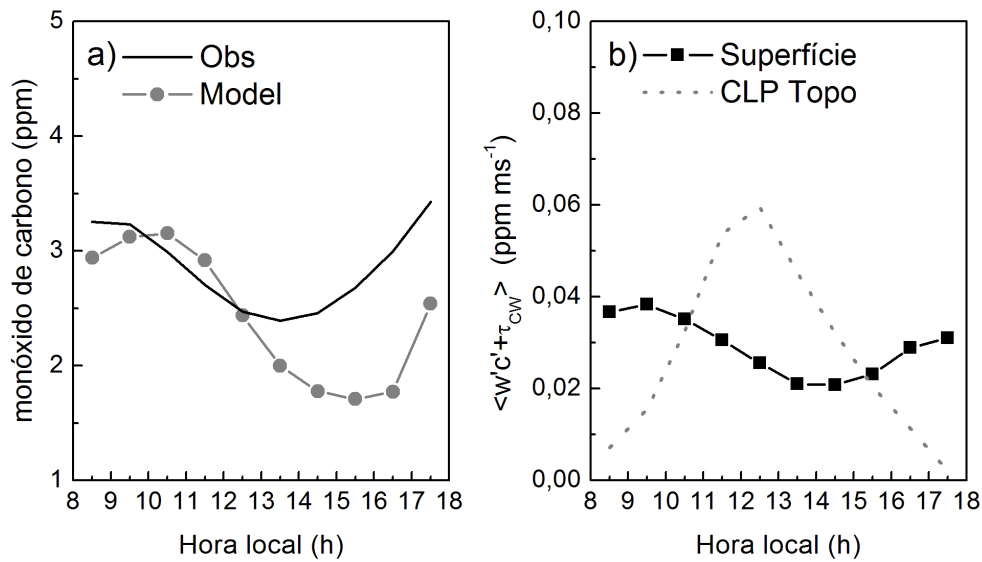 a)
Obs
Model
monóxido de carbono (ppm)
5
4
3
2
1
8 9 10 11 12 13 14 15 16 17 18
Hora local (h)
b)
Superfície
CLP Topo
<w'c'+τCW> (ppm ms-1)
0,10
0,08
0,06
0,04
0,02
0,00
8 9 10 11 12 13 14 15 16 17 18
Hora local (h)